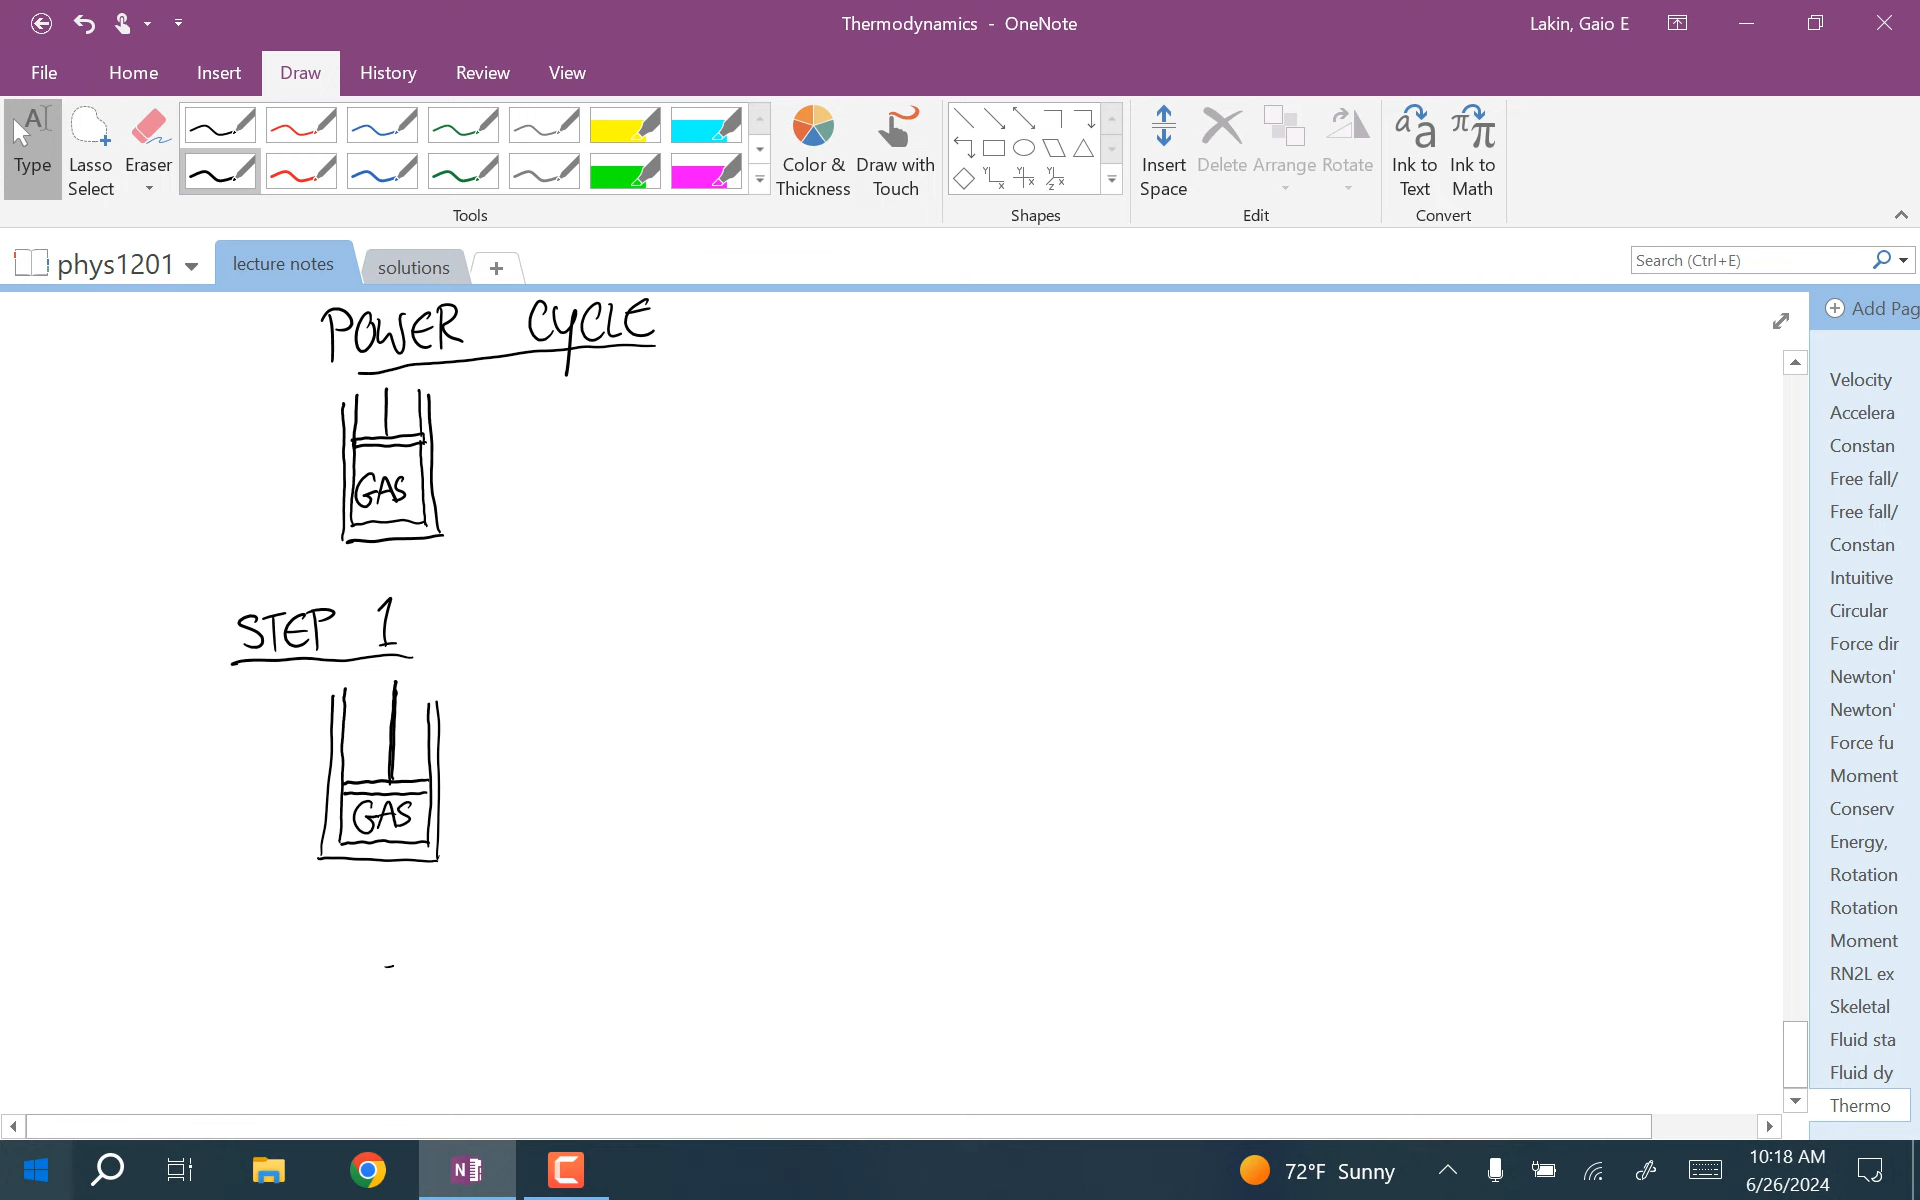 Thermodynamics - OneNote
Lakin, Gaio E
File Home Insert Draw History Review View
Type
Lasso Select
Eraser
Color & Thickness
Draw with Touch
Insert Space
Delete
Arrange
Rotate
Ink to Text
Ink to Math
Tools
Shapes
Edit
Convert
phys1201
lecture notes
solutions
Search (Ctrl+E)
POWER CYCLE
GAS
STEP 1
GAS
Add Pag
Velocity
Accelera
Constan
Free fall/
Free fall/
Constan
Intuitive
Circular
Force dir
Newton'
Newton'
Force fu
Moment
Conserv
Energy,
Rotation
Rotation
Moment
RN2L ex
Skeletal
Fluid sta
Fluid dy
Thermo
72°F Sunny
10:18 AM
6/26/2024